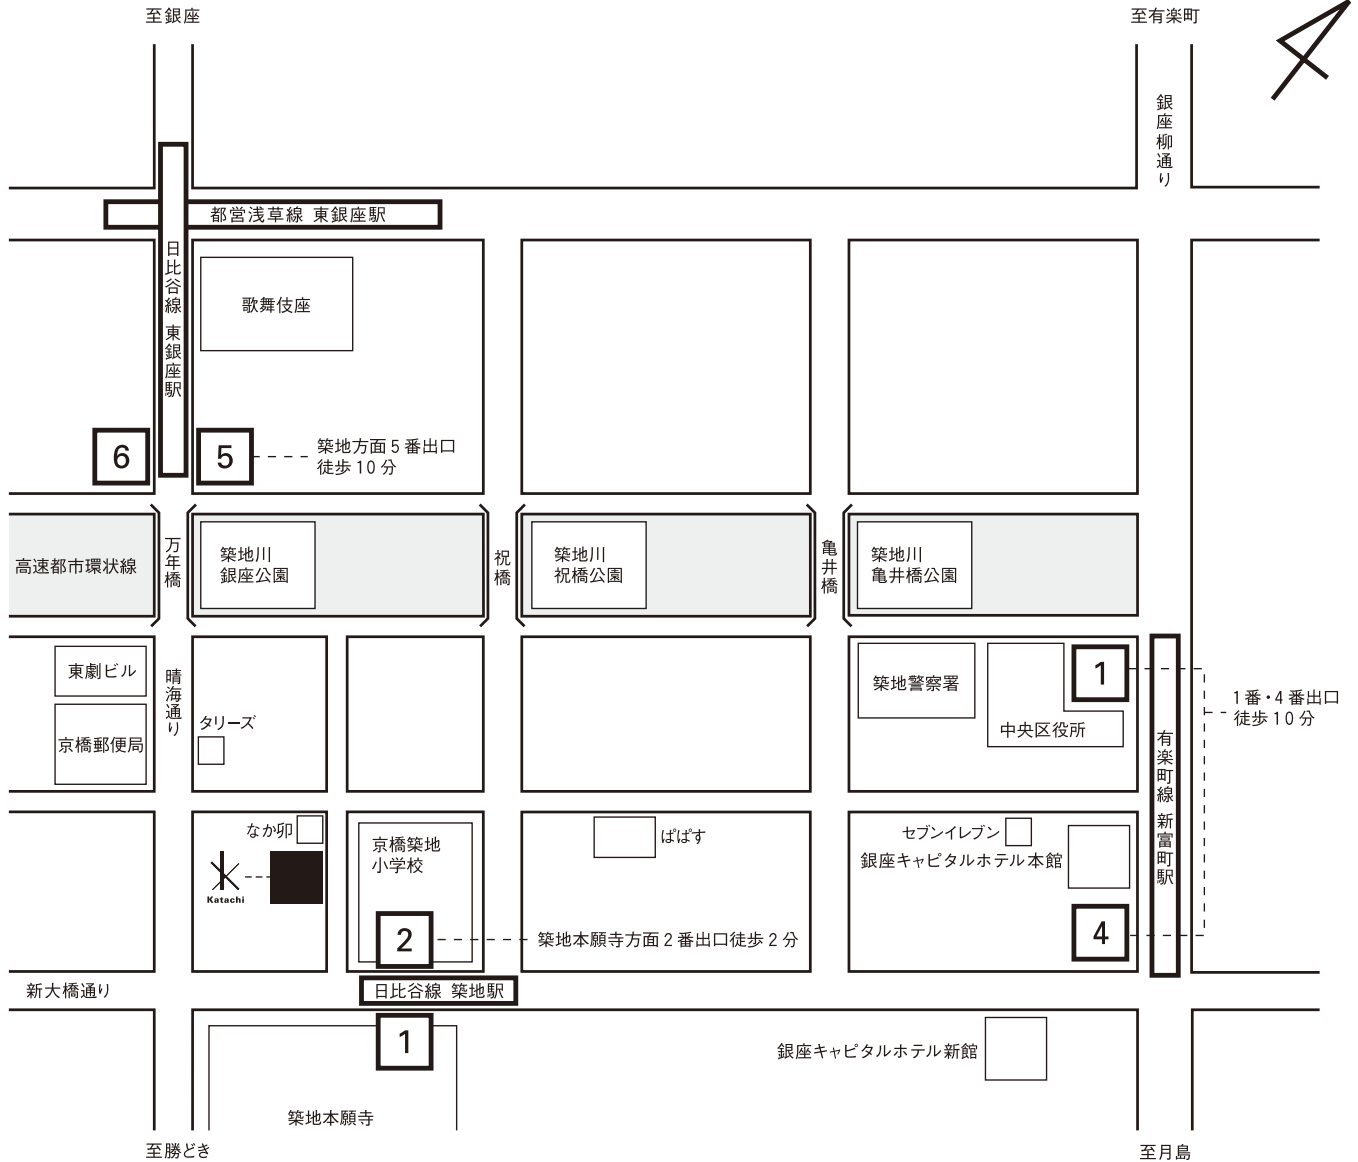 至銀座
至有楽町
銀座柳通り
都営浅草線 東銀座駅
日比谷線 東銀座駅
歌舞伎座
6
5
築地方面5番出口
徒歩10分
高速都市環状線
万年橋
築地川
銀座公園
祝橋
築地川
祝橋公園
亀井橋
築地川
亀井橋公園
東劇ビル
京橋郵便局
晴海通り
タリーズ
築地警察署
中央区役所
1
1番・4番出口
徒歩10分
有楽町線 新富町駅
なか卯
Katachi
京橋築地
小学校
ぱぱす
セブンイレブン
銀座キャピタルホテル本館
2
築地本願寺方面2番出口徒歩2分
4
新大橋通り
日比谷線 築地駅
1
銀座キャピタルホテル新館
築地本願寺
至勝どき
至月島